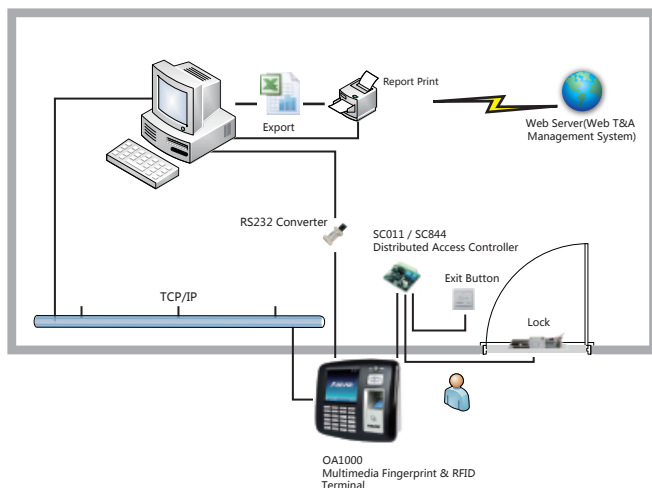 Report Print
Export
Web Server(Web T&A
Management System)
RS232 Converter
SC011 / SC844
Distributed Access Controller
Exit Button
TCP/IP
Lock
OA1000
Multimedia Fingerprint & RFID
Terminal